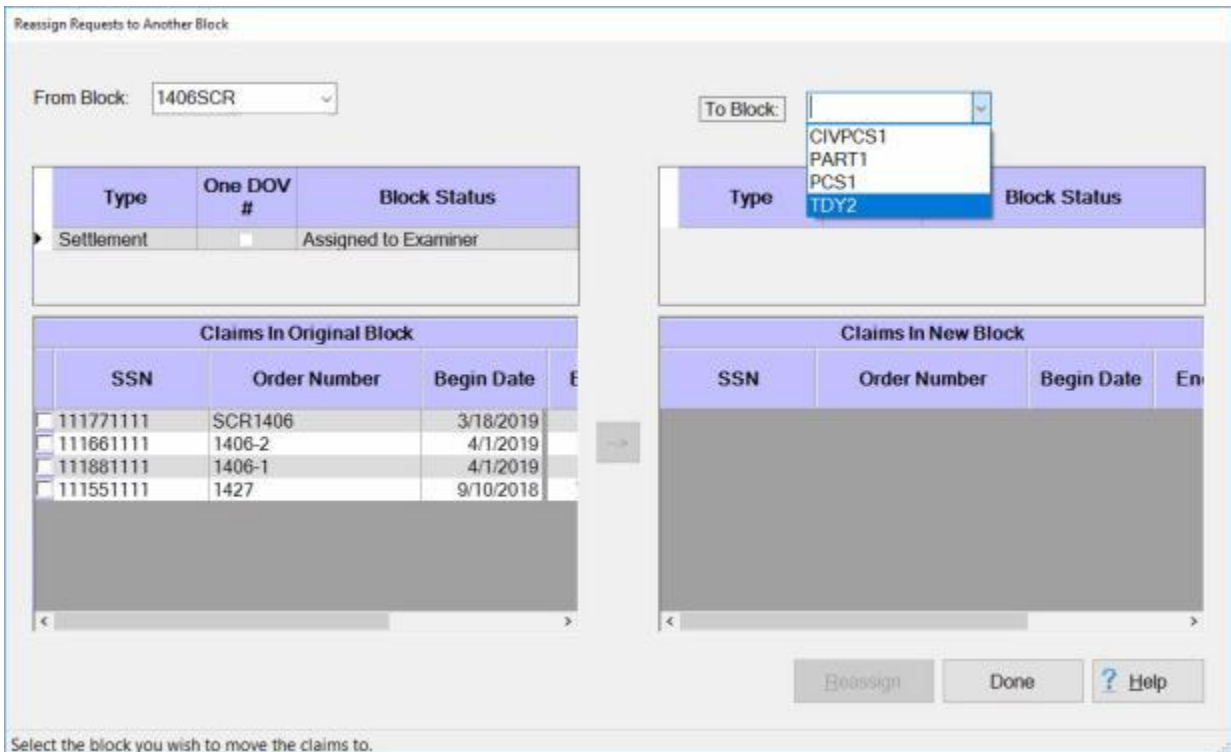 Reassign Requests to Another Block
From Block: 1406SCR
To Block:
CIVPCS1
PART1
PCS1
TDY2
Type One DOV # Block Status
Settlement Assigned to Examiner
Type Block Status
Claims In Original Block
SSN Order Number Begin Date E
111771111 SCR1406 3/18/2019
111661111 1406-2 4/1/2019
111881111 1406-1 4/1/2019
111551111 1427 9/10/2018
Claims In New Block
SSN Order Number Begin Date En
-->
Reassign Done ? Help
Select the block you wish to move the claims to.